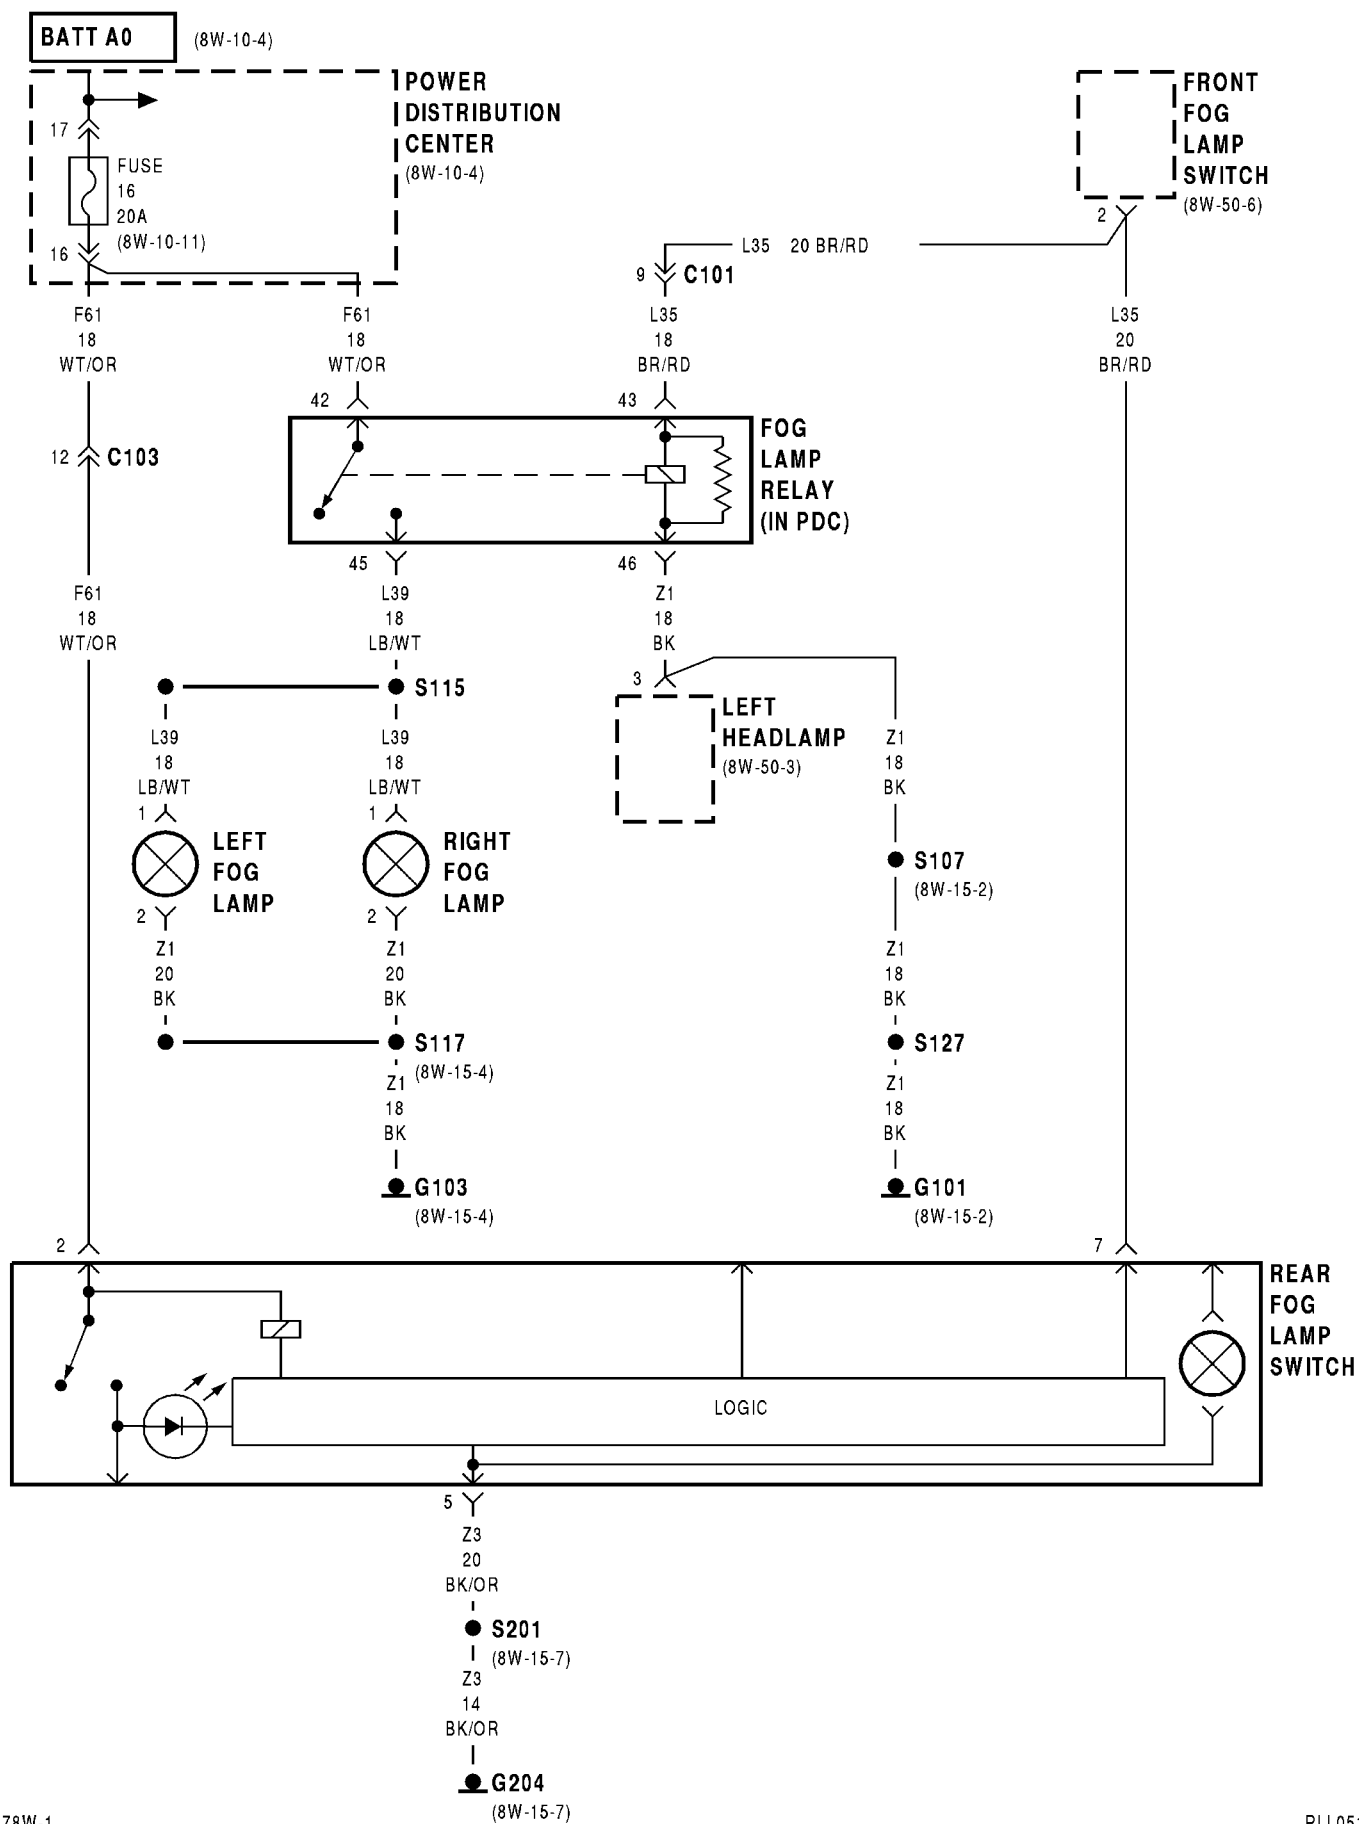 BATT A0
(8W-10-4)
POWER
DISTRIBUTION
CENTER
(8W-10-4)
17
FUSE
16
20A
(8W-10-11)
16
FRONT
FOG
LAMP
SWITCH
(8W-50-6)
2
L35 20 BR/RD
9 C101
F61
18
WT/OR
F61
18
WT/OR
L35
18
BR/RD
L35
20
BR/RD
42
43
FOG
LAMP
RELAY
(IN PDC)
12 C103
45
46
F61
18
WT/OR
L39
18
LB/WT
Z1
18
BK
S115
3
LEFT
HEADLAMP
(8W-50-3)
L39
18
LB/WT
L39
18
LB/WT
Z1
18
BK
1
1
LEFT
FOG
LAMP
RIGHT
FOG
LAMP
S107
(8W-15-2)
2
2
Z1
20
BK
Z1
20
BK
Z1
18
BK
S117
(8W-15-4)
S127
Z1
18
BK
Z1
18
BK
G103
(8W-15-4)
G101
(8W-15-2)
2
7
REAR
FOG
LAMP
SWITCH
LOGIC
5
Z3
20
BK/OR
S201
(8W-15-7)
Z3
14
BK/OR
G204
(8W-15-7)